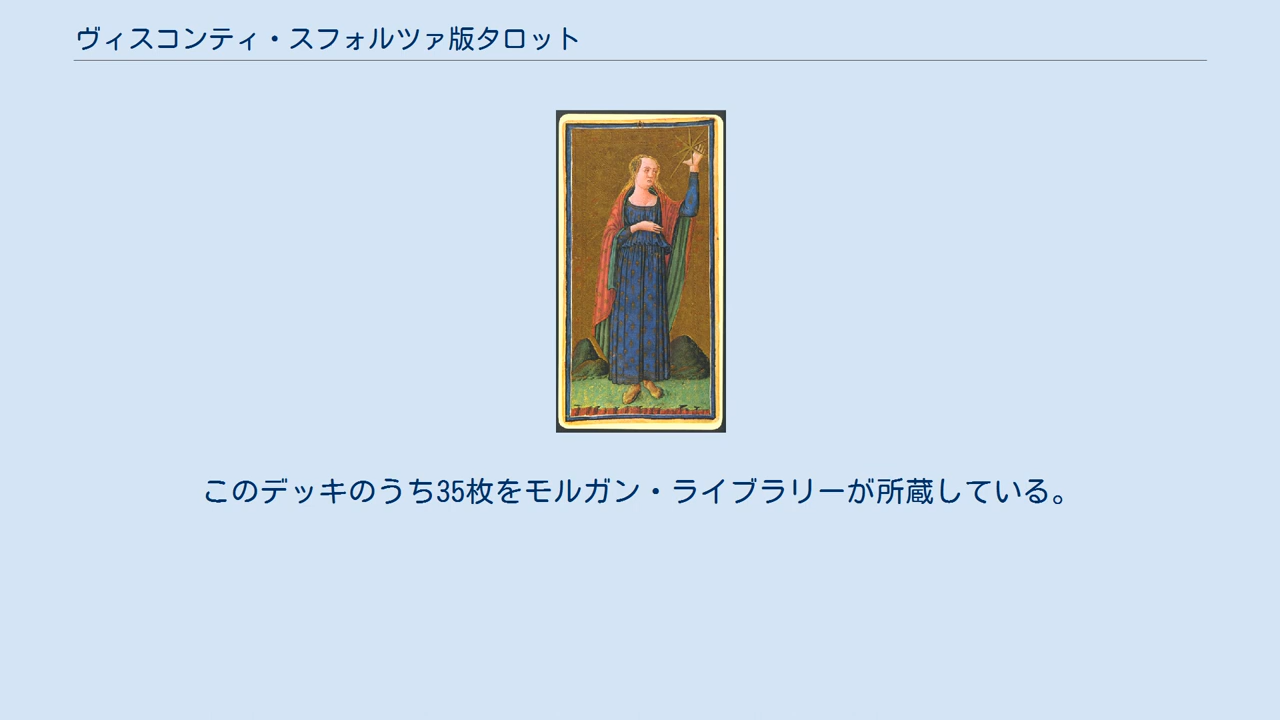 ヴィスコンティ・スフォルツァ版タロット
このデッキのうち35枚をモルガン・ライブラリーが所蔵している。